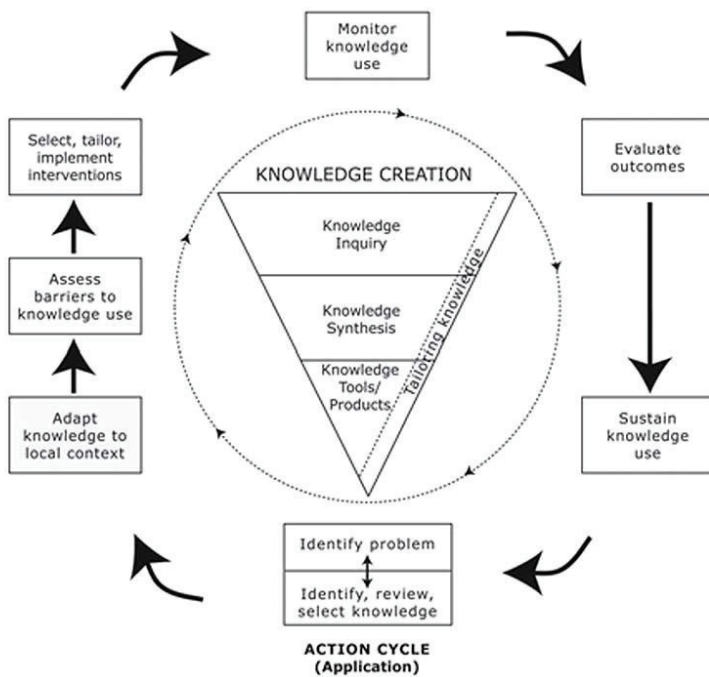 Monitor
knowledge
use
Select, tailor,
implement
interventions
Evaluate
outcomes
KNOWLEDGE CREATION
Knowledge
Inquiry
Assess
barriers to
knowledge use
Knowledge
Synthesis
Tailoring knowledge
Knowledge
Tools/
Products
Adapt
knowledge to
local context
Sustain
knowledge
use
Identify problem
Identify, review,
select knowledge
ACTION CYCLE
(Application)